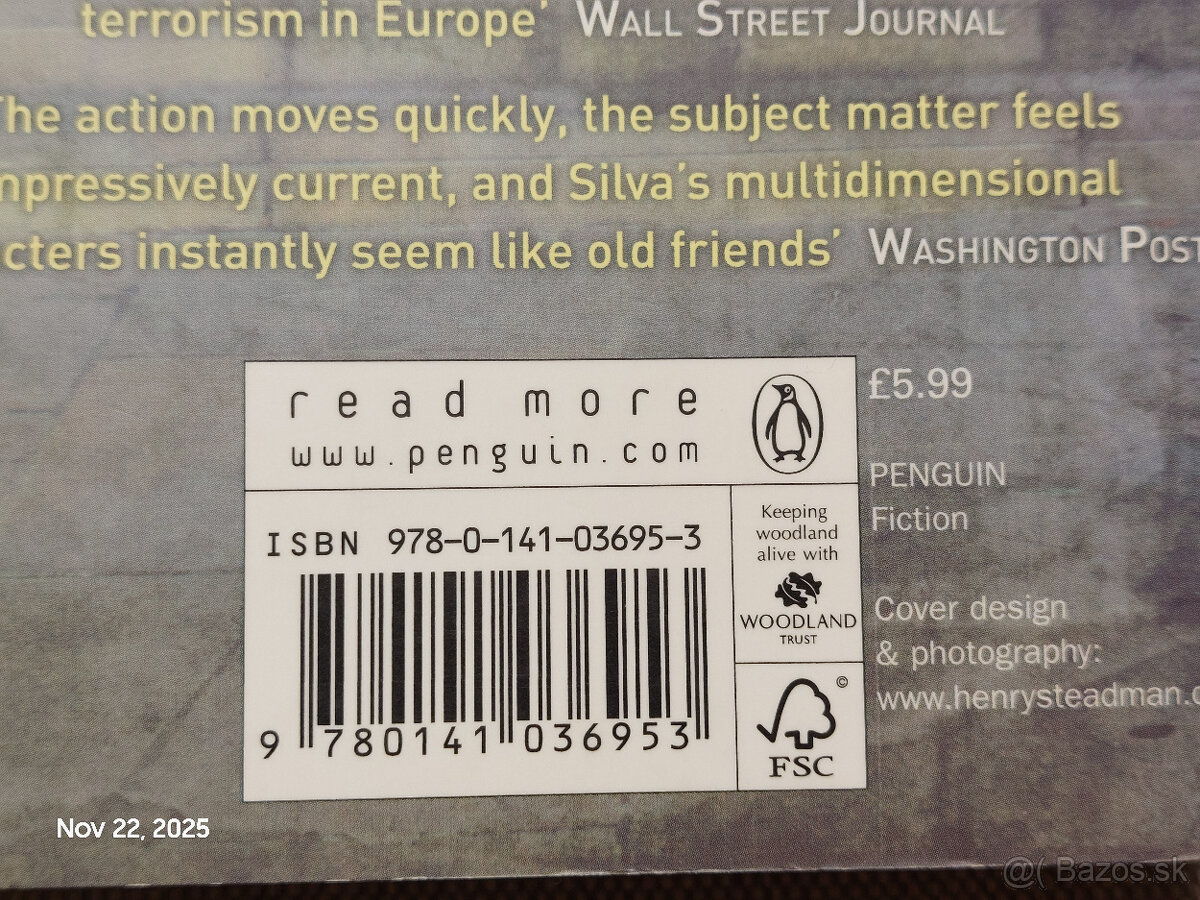 terrorism in Europe' WALL STREET JOURNAL
The action moves quickly, the subject matter feels
mpressively current, and Silva's multidimensional
cters instantly seem like old friends' WASHINGTON POST
read more
www.penguin.com
£5.99
PENGUIN
Fiction
ISBN 978-0-141-03695-3
9 780141 036953
Keeping
woodland
alive with
WOODLAND
TRUST
©
FSC
Cover design
& photography:
www.henrysteadman.c
Nov 22, 2025
@( Bazos.sk